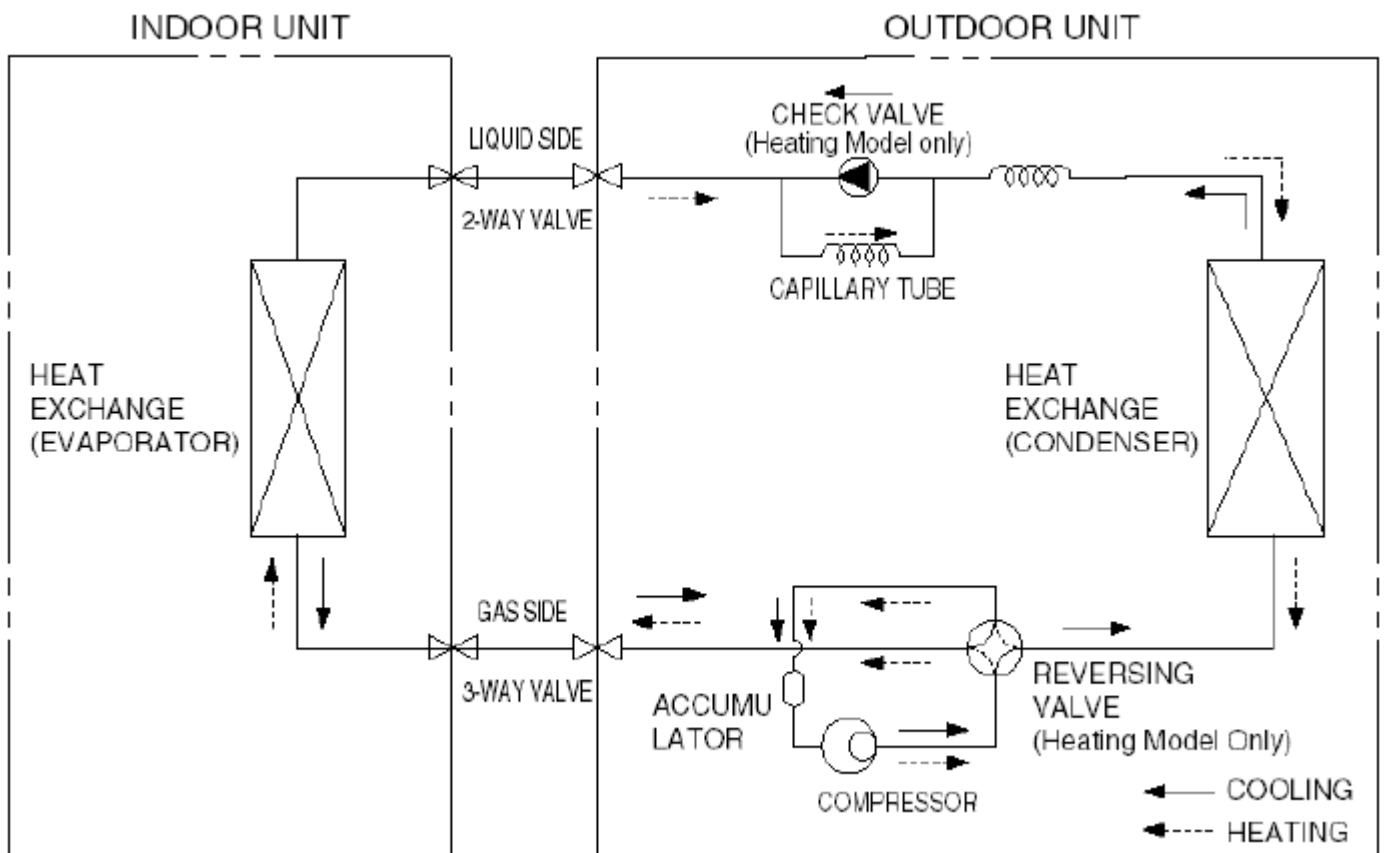 INDOOR UNIT
OUTDOOR UNIT
LIQUID SIDE
2-WAY VALVE
CHECK VALVE
(Heating Model only)
CAPILLARY TUBE
HEAT
EXCHANGE
(EVAPORATOR)
HEAT
EXCHANGE
(CONDENSER)
GAS SIDE
3-WAY VALVE
ACCUMU
LATOR
COMPRESSOR
REVERSING
VALVE
(Heating Model Only)
COOLING
HEATING